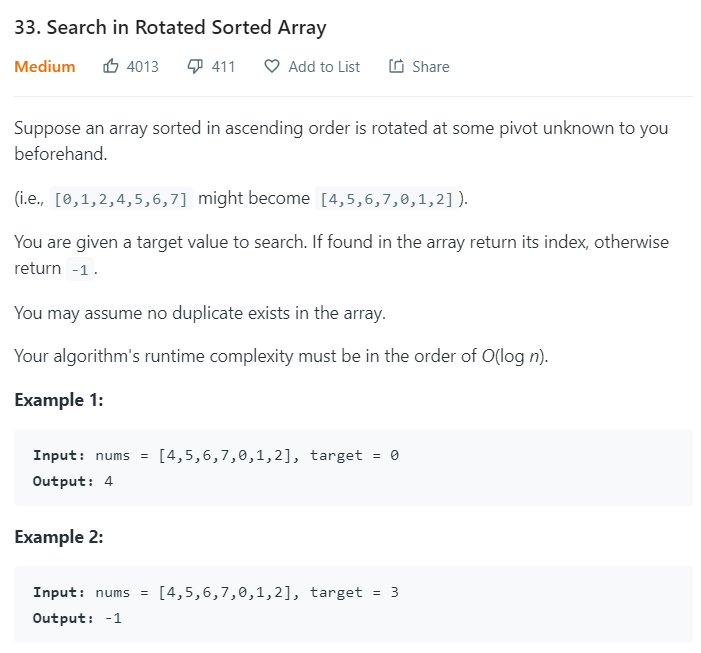 33. Search in Rotated Sorted Array
Medium 4013 411 Add to List Share
Suppose an array sorted in ascending order is rotated at some pivot unknown to you
beforehand.
(i.e., [0,1,2,4,5,6,7] might become [4,5,6,7,0,1,2] ).
You are given a target value to search. If found in the array return its index, otherwise
return -1 .
You may assume no duplicate exists in the array.
Your algorithm's runtime complexity must be in the order of O(log n).
Example 1:
Input: nums = [4,5,6,7,0,1,2], target = 0
Output: 4
Example 2:
Input: nums = [4,5,6,7,0,1,2], target = 3
Output: -1